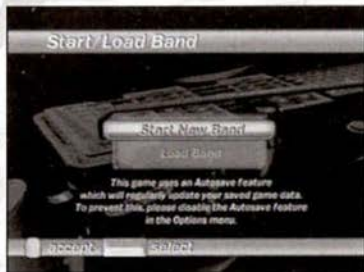 Start/Load Band
Start New Band
Load Band
This game uses an Autosave Feature
which will regularly update your saved game data.
To prevent this, please disable the Autosave Feature
in the Options menu.
accept select